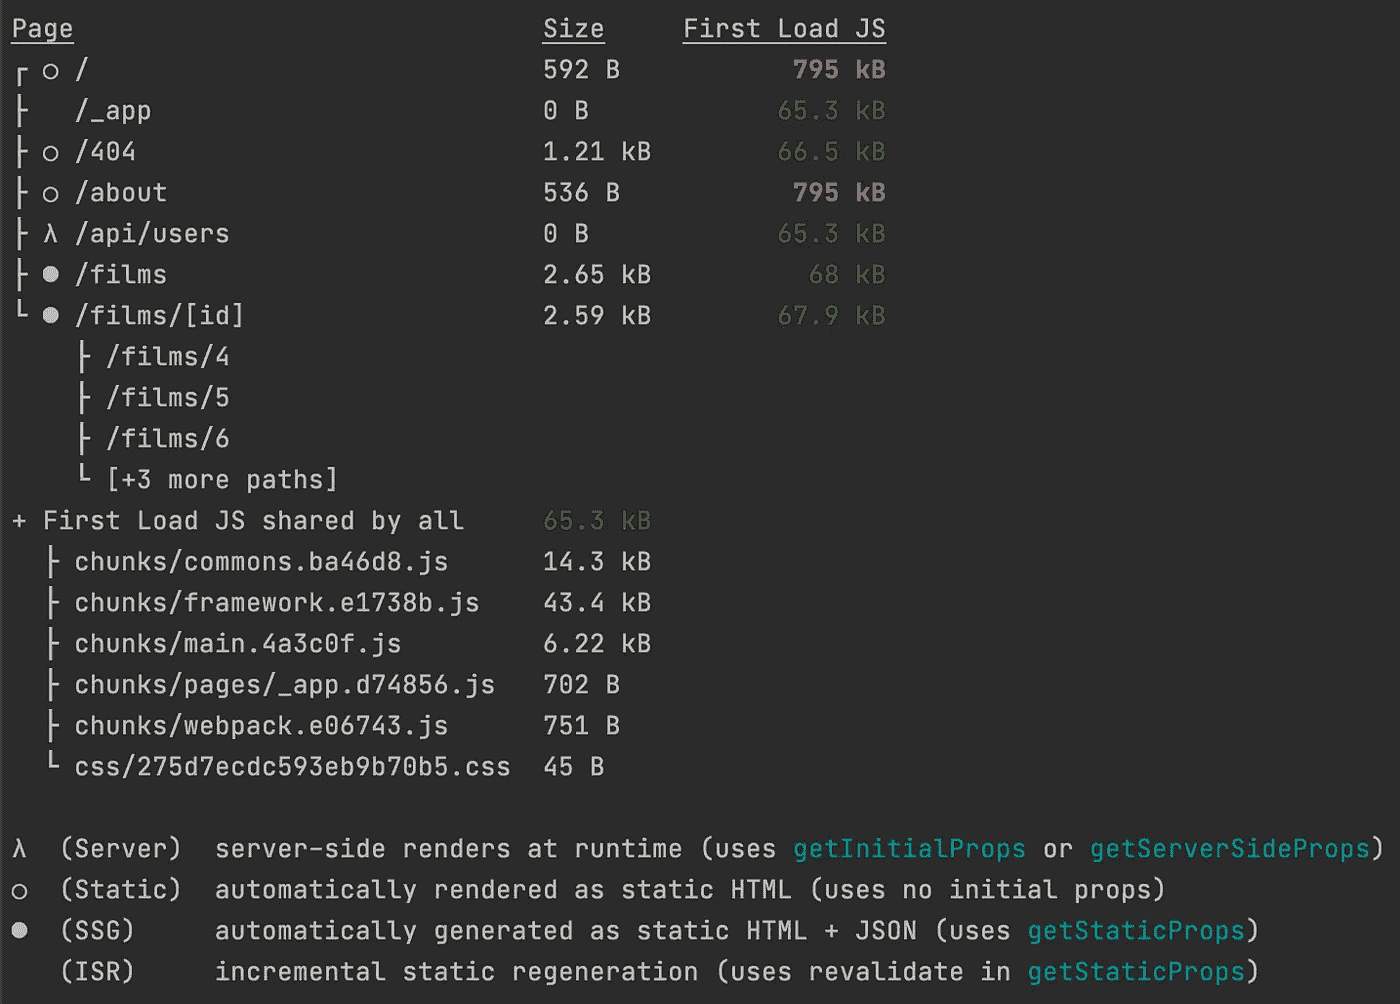 Page Size First Load JS
┌ ○ / 592 B 795 kB
├ /_app 0 B 65.3 kB
├ ○ /404 1.21 kB 66.5 kB
├ ○ /about 536 B 795 kB
├ λ /api/users 0 B 65.3 kB
├ ● /films 2.65 kB 68 kB
└ ● /films/[id] 2.59 kB 67.9 kB
├ /films/4
├ /films/5
├ /films/6
└ [+3 more paths]
+ First Load JS shared by all 65.3 kB
├ chunks/commons.ba46d8.js 14.3 kB
├ chunks/framework.e1738b.js 43.4 kB
├ chunks/main.4a3c0f.js 6.22 kB
├ chunks/pages/_app.d74856.js 702 B
├ chunks/webpack.e06743.js 751 B
└ css/275d7ecdc593eb9b70b5.css 45 B
λ (Server) server-side renders at runtime (uses getInitialProps or getServerSideProps)
○ (Static) automatically rendered as static HTML (uses no initial props)
● (SSG) automatically generated as static HTML + JSON (uses getStaticProps)
(ISR) incremental static regeneration (uses revalidate in getStaticProps)